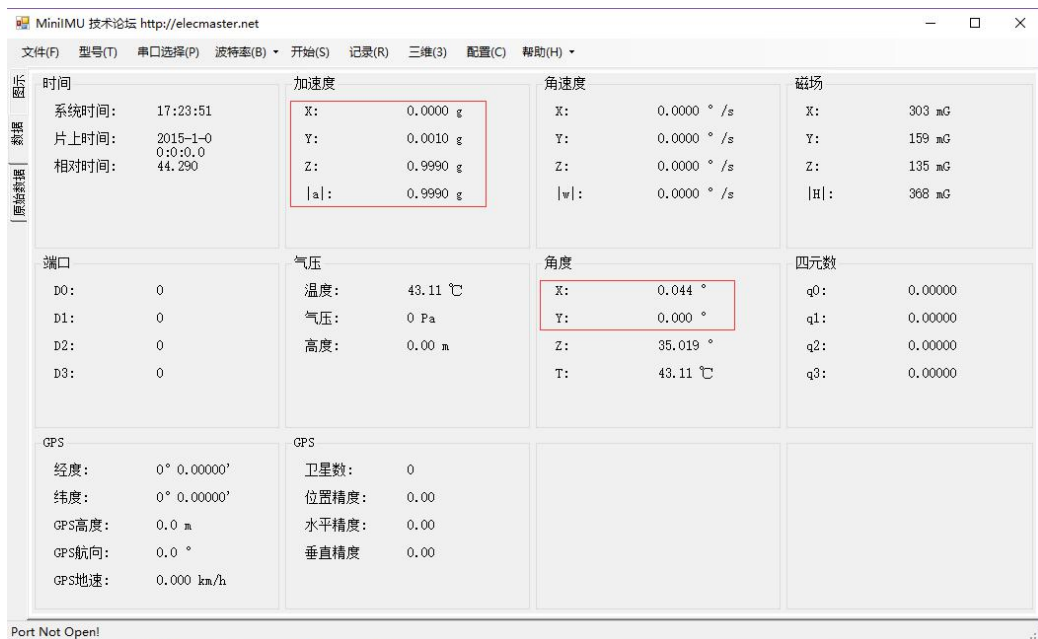 MiniIMU 技术论坛 http://elecmaster.net
文件(F) 型号(T) 串口选择(P) 波特率(B) 开始(S) 记录(R) 三维(3) 配置(C) 帮助(H)
图示
数据
原始数据
时间
系统时间: 17:23:51
片上时间: 2015-1-0
0:0:0.0
相对时间: 44.290
加速度
X: 0.0000 g
Y: 0.0010 g
Z: 0.9990 g
|a|: 0.9990 g
角速度
X: 0.0000 °/s
Y: 0.0000 °/s
Z: 0.0000 °/s
|w|: 0.0000 °/s
磁场
X: 303 mG
Y: 159 mG
Z: 135 mG
|H|: 368 mG
端口
D0: 0
D1: 0
D2: 0
D3: 0
气压
温度: 43.11 ℃
气压: 0 Pa
高度: 0.00 m
角度
X: 0.044 °
Y: 0.000 °
Z: 35.019 °
T: 43.11 ℃
四元数
q0: 0.00000
q1: 0.00000
q2: 0.00000
q3: 0.00000
GPS
经度: 0° 0.00000'
纬度: 0° 0.00000'
GPS高度: 0.0 m
GPS航向: 0.0 °
GPS地速: 0.000 km/h
GPS
卫星数: 0
位置精度: 0.00
水平精度: 0.00
垂直精度 0.00
Port Not Open!